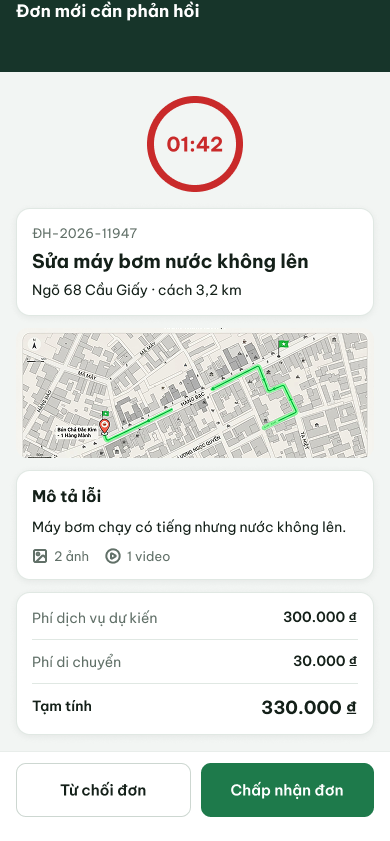 Đơn mới cần phản hồi
01:42
ĐH-2026-11947
Sửa máy bơm nước không lên
Ngõ 68 Cầu Giấy · cách 3,2 km
N
MÃ MÂY
MÃ MÂY
HÀNG BẠC
HÀNG BẠC
Bún Chả Đắc Kim
- 1 Hàng Mành
LƯƠNG NGỌC QUYẾN
TẠ HIỆN
Mô tả lỗi
Máy bơm chạy có tiếng nhưng nước không lên.
2 ảnh
1 video
Phí dịch vụ dự kiến
300.000 ₫
Phí di chuyển
30.000 ₫
Tạm tính
330.000 ₫
Từ chối đơn
Chấp nhận đơn